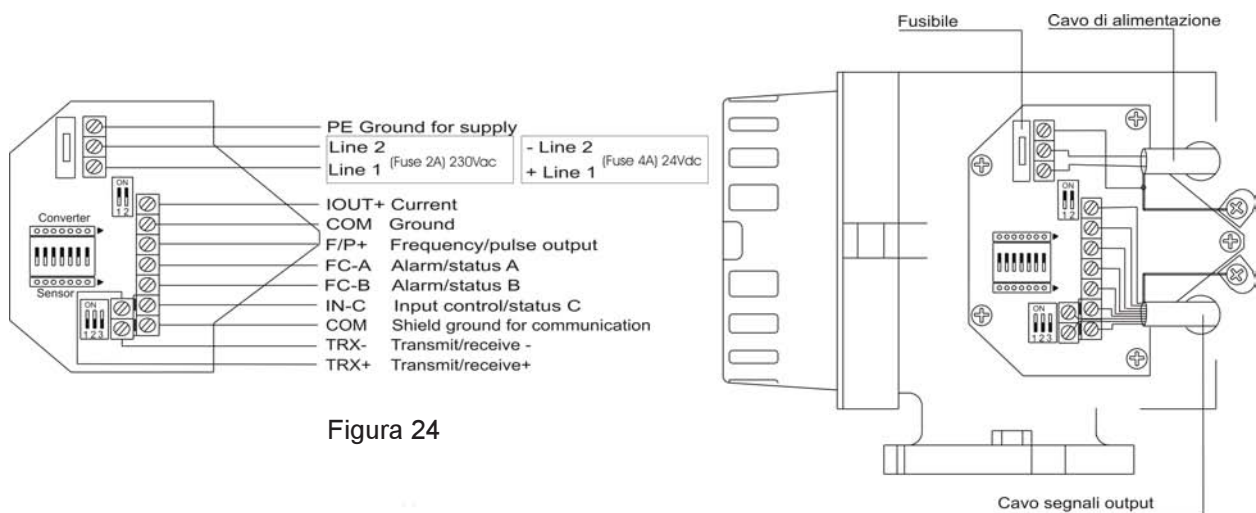 Fusibile
Cavo di alimentazione
PE Ground for supply
Line 2
Line 1
(Fuse 2A) 230Vac
- Line 2
+ Line 1
(Fuse 4A) 24Vdc
IOUT+ Current
COM Ground
F/P+ Frequency/pulse output
FC-A Alarm/status A
FC-B Alarm/status B
IN-C Input control/status C
COM Shield ground for communication
TRX- Transmit/receive -
TRX+ Transmit/receive+
ON
1 2
Converter
Sensor
ON
1 2 3
ON
1 2
ON
1 2 3
Figura 24
Cavo segnali output